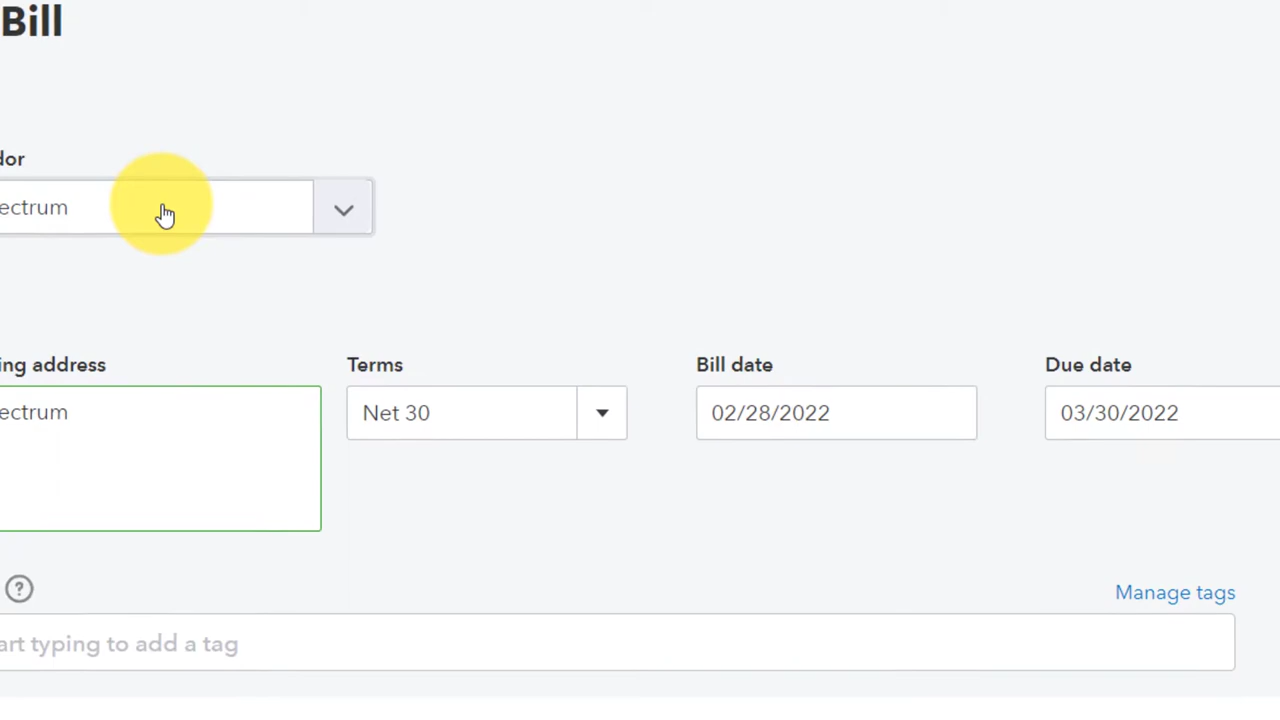 Bill
dor
ectrum
ing address
Terms
Bill date
Due date
ectrum
Net 30
02/28/2022
03/30/2022
?
Manage tags
art typing to add a tag